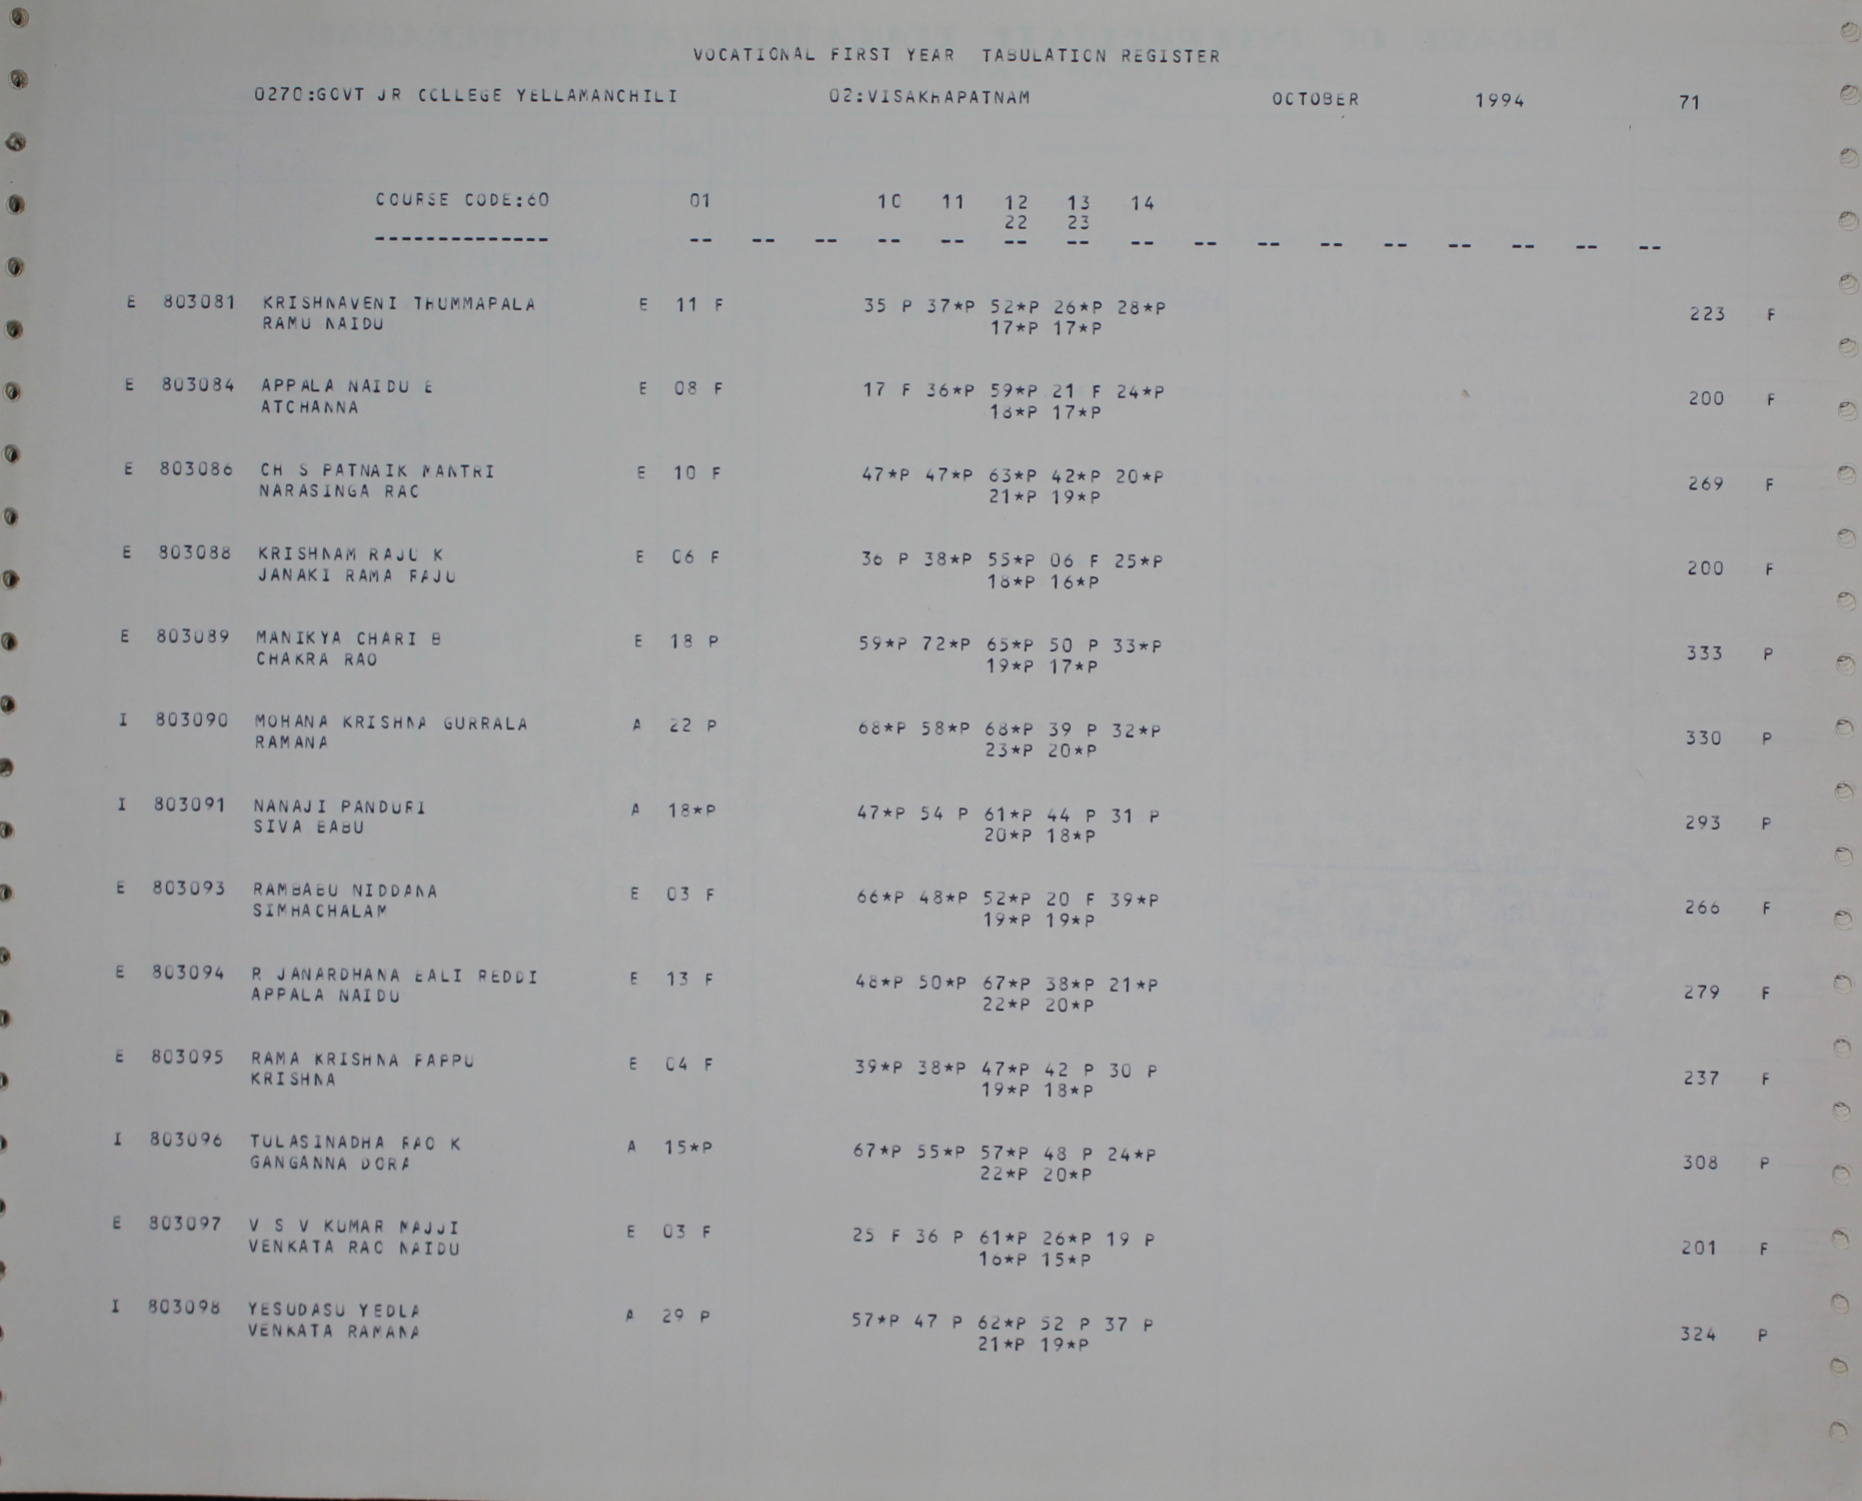 VOCATIONAL FIRST YEAR TABULATION REGISTER
0270:GOVT JR COLLEGE YELLAMANCHILI 02:VISAKHAPATNAM OCTOBER 1994 71
COURSE CODE:60 01 10 11 12 13 14
22 23
-------------- -- -- -- -- -- -- -- -- -- -- -- -- -- -- -- --
E 803081 KRISHNAVENI THUMMAPALA E 11 F 35 P 37*P 52*P 26*P 28*P 223 F
RAMU NAIDU 17*P 17*P
E 803084 APPALA NAIDU E E 08 F 17 F 36*P 59*P 21 F 24*P 200 F
ATCHANNA 18*P 17*P
E 803086 CH S PATNAIK MANTRI E 10 F 47*P 47*P 63*P 42*P 20*P 269 F
NARASINGA RAO 21*P 19*P
E 803088 KRISHNAM RAJU K E 06 F 36 P 38*P 55*P 06 F 25*P 200 F
JANAKI RAMA RAJU 18*P 16*P
E 803089 MANIKYA CHARI B E 18 P 59*P 72*P 65*P 50 P 33*P 333 P
CHAKRA RAO 19*P 17*P
I 803090 MOHANA KRISHNA GURRALA A 22 P 68*P 58*P 68*P 39 P 32*P 330 P
RAMANA 23*P 20*P
I 803091 NANAJI PANDURI A 18*P 47*P 54 P 61*P 44 P 31 P 293 P
SIVA BABU 20*P 18*P
E 803093 RAMBABU NIDDANA E 03 F 66*P 48*P 52*P 20 F 39*P 266 F
SIMHACHALAM 19*P 19*P
E 803094 R JANARDHANA BALI REDDI E 13 F 48*P 50*P 67*P 38*P 21*P 279 F
APPALA NAIDU 22*P 20*P
E 803095 RAMA KRISHNA PAPPU E 04 F 39*P 38*P 47*P 42 P 30 P 237 F
KRISHNA 19*P 18*P
I 803096 TULASINADHA RAO K A 15*P 67*P 55*P 57*P 48 P 24*P 308 P
GANGANNA DORA 22*P 20*P
E 803097 V S V KUMAR MAJJI E 03 F 25 F 36 P 61*P 26*P 19 P 201 F
VENKATA RAO NAIDU 16*P 15*P
I 803098 YESUDASU YEDLA A 29 P 57*P 47 P 62*P 52 P 37 P 324 P
VENKATA RAMANA 21*P 19*P